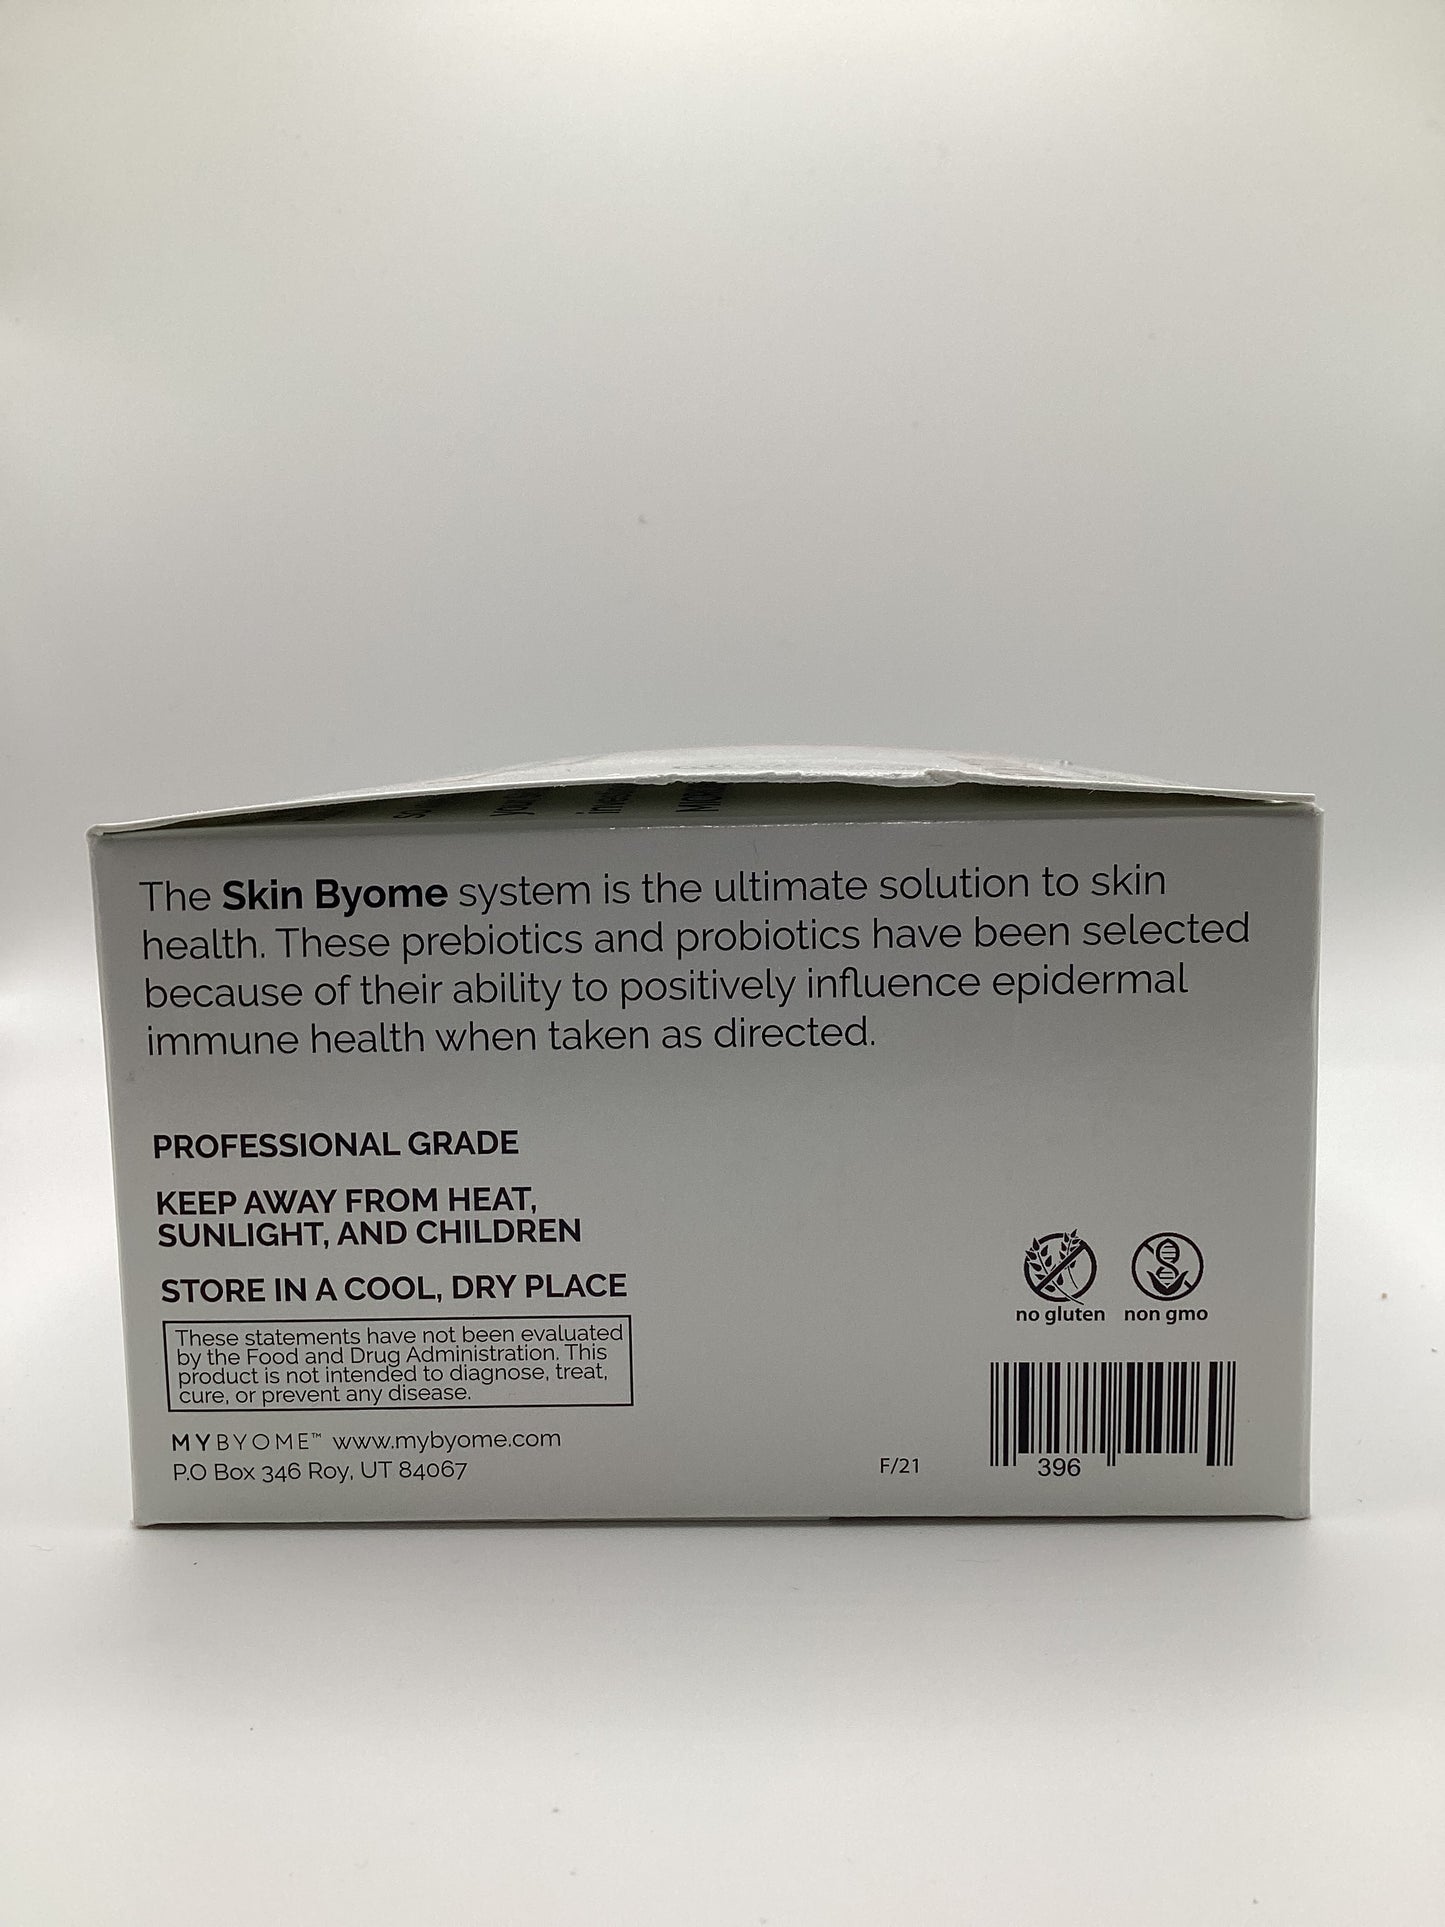 The Skin Byome system is the ultimate solution to skin
health. These prebiotics and probiotics have been selected
because of their ability to positively influence epidermal
immune health when taken as directed.
PROFESSIONAL GRADE
KEEP AWAY FROM HEAT,
SUNLIGHT, AND CHILDREN
STORE IN A COOL, DRY PLACE
These statements have not been evaluated
by the Food and Drug Administration. This
product is not intended to diagnose, treat,
cure, or prevent any disease.
MYBYOME™ www.mybyome.com
P.O Box 346 Roy, UT 84067
no gluten non gmo
F/21
396